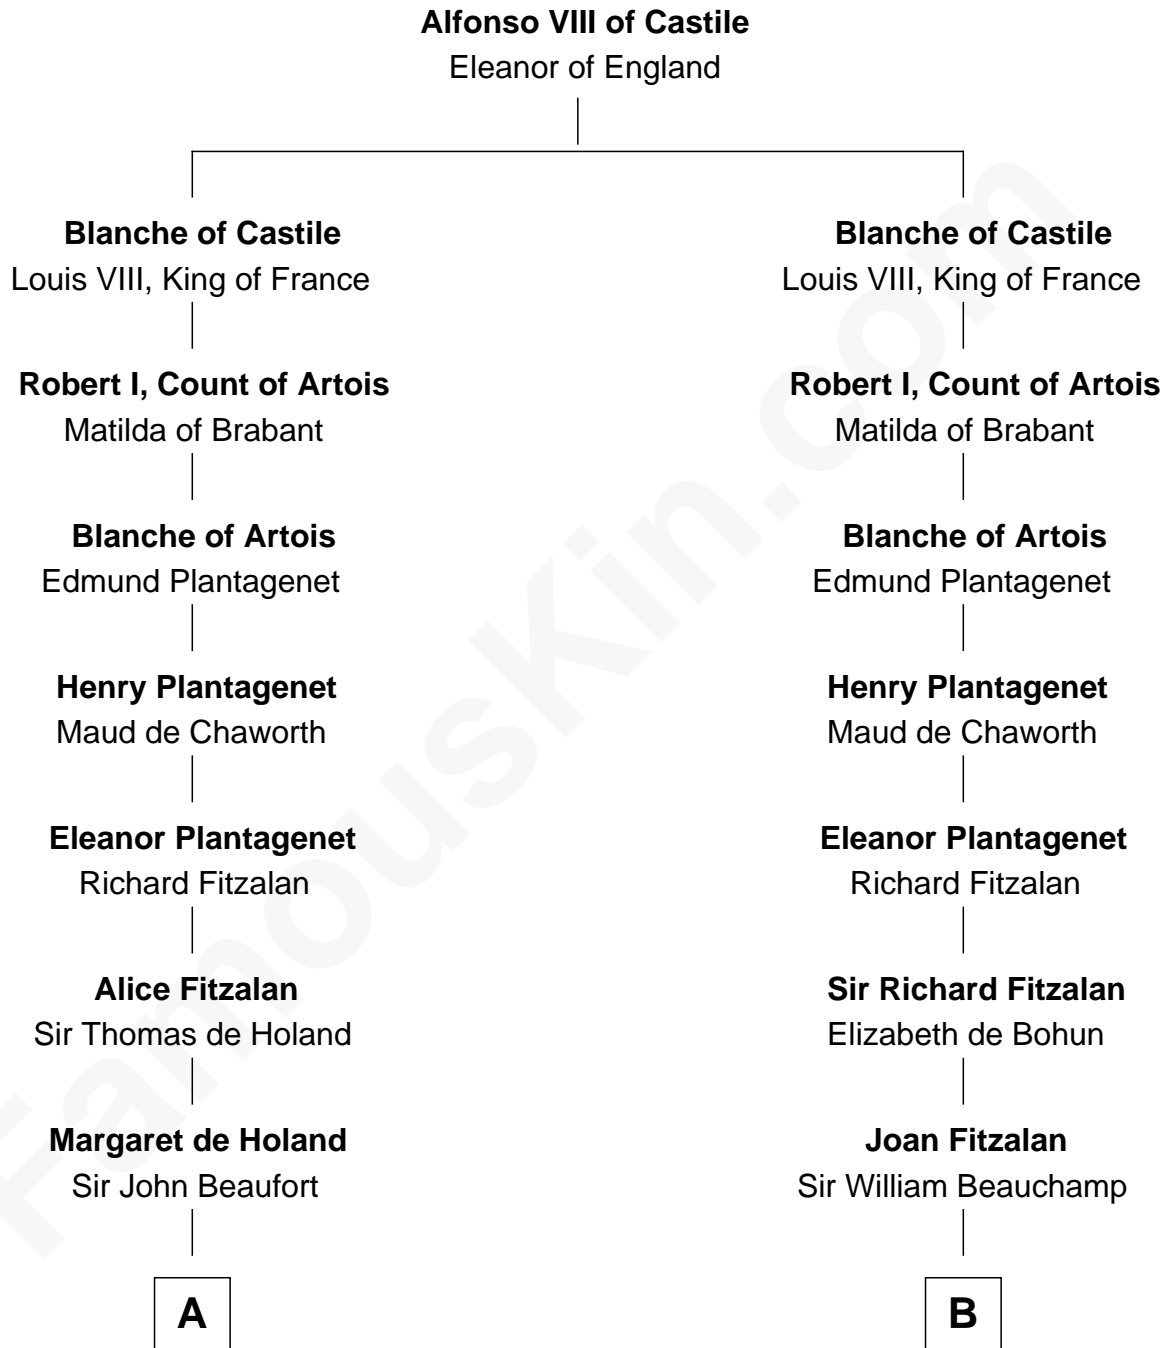 Alfonso VIII of Castile
Eleanor of England
Blanche of Castile
Louis VIII, King of France
Robert I, Count of Artois
Matilda of Brabant
Blanche of Artois
Edmund Plantagenet
Henry Plantagenet
Maud de Chaworth
Eleanor Plantagenet
Richard Fitzalan
Alice Fitzalan
Sir Thomas de Holand
Margaret de Holand
Sir John Beaufort
A
Blanche of Castile
Louis VIII, King of France
Robert I, Count of Artois
Matilda of Brabant
Blanche of Artois
Edmund Plantagenet
Henry Plantagenet
Maud de Chaworth
Eleanor Plantagenet
Richard Fitzalan
Sir Richard Fitzalan
Elizabeth de Bohun
Joan Fitzalan
Sir William Beauchamp
B
FamousKin.com